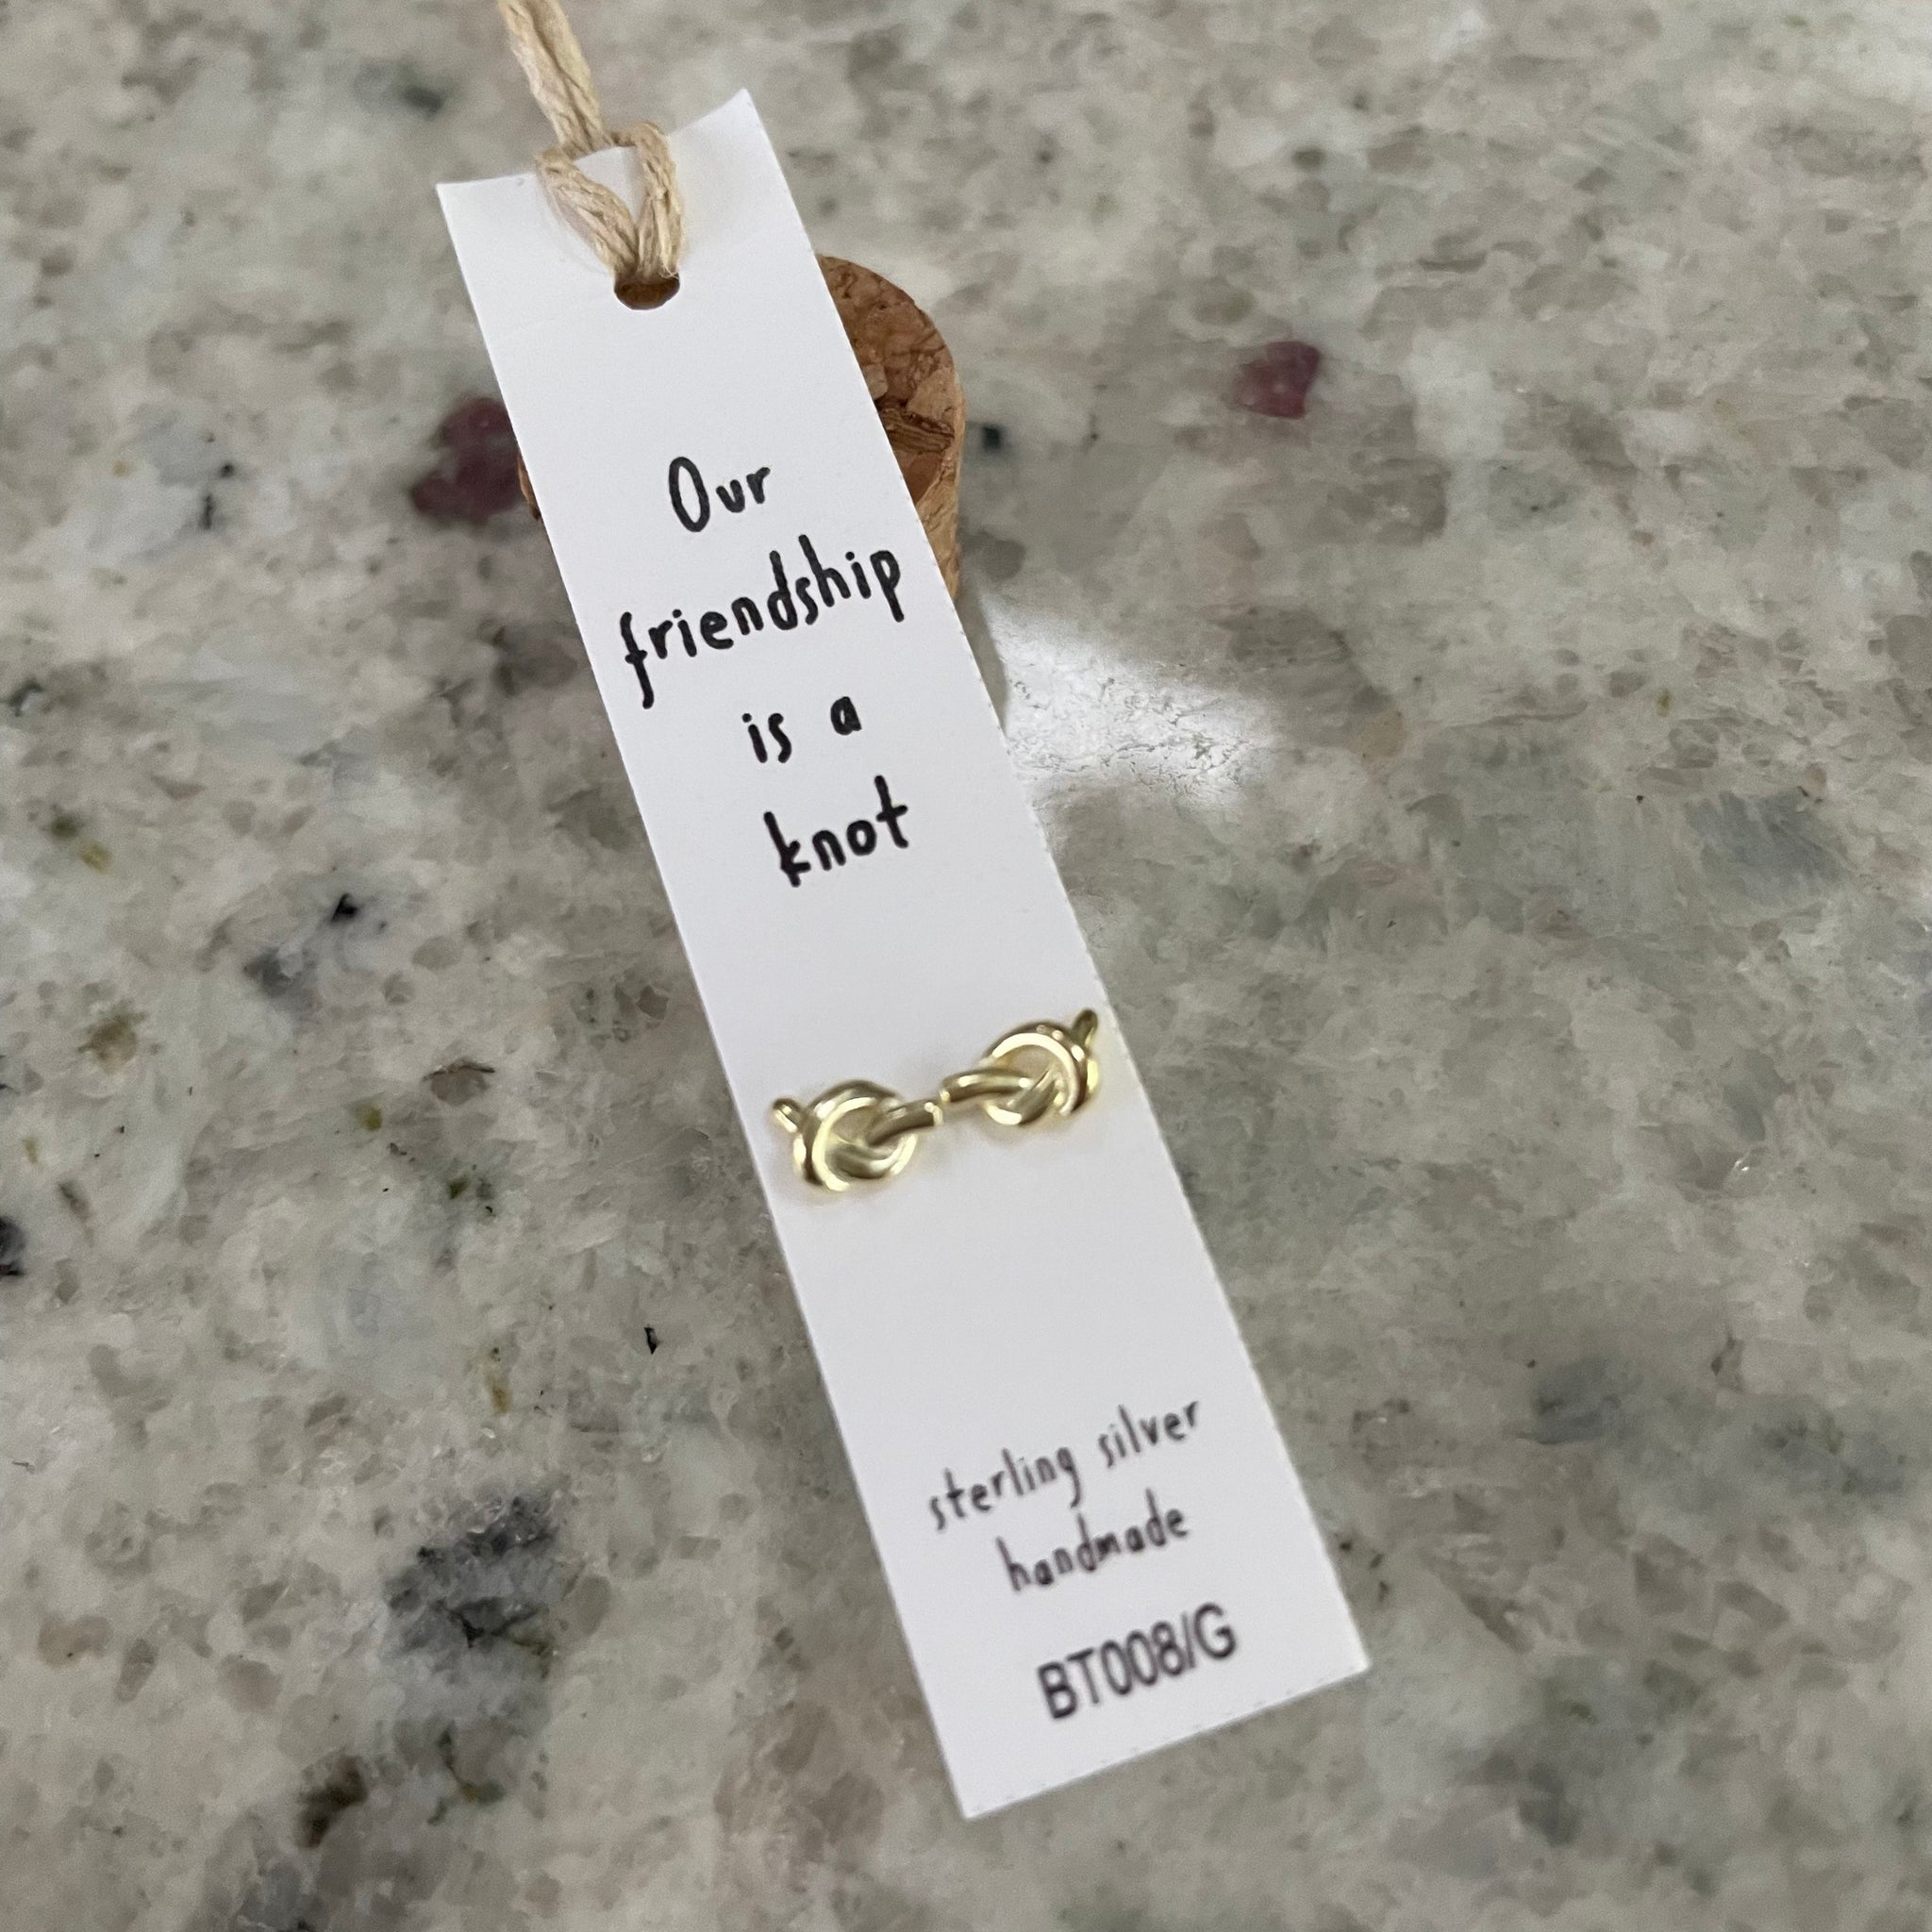 Our
friendship
is a
knot
sterling silver
handmade
BT008/G